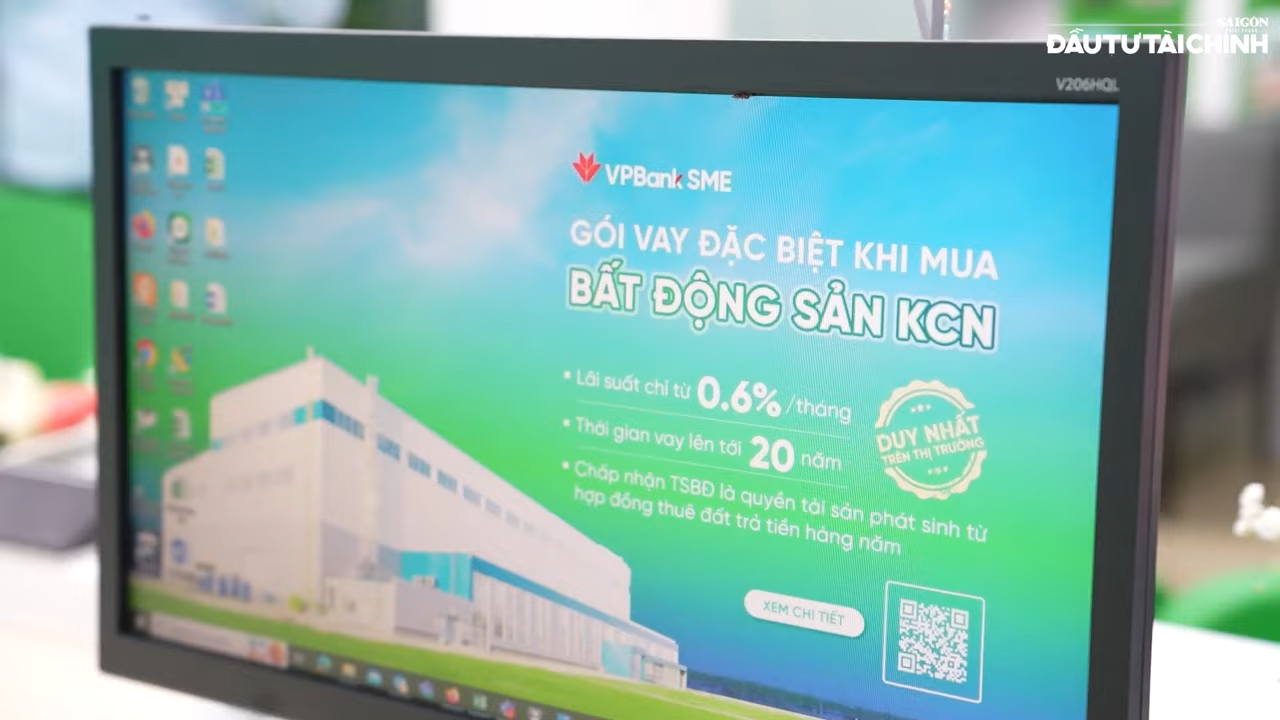 SAIGON
ĐẦU TƯ TÀI CHÍNH
V206HQL
VPBank SME
GÓI VAY ĐẶC BIỆT KHI MUA
BẤT ĐỘNG SẢN KCN
• Lãi suất chỉ từ 0.6% /tháng
• Thời gian vay lên tới 20 năm
DUY NHẤT
TRÊN THỊ TRƯỜNG
• Chấp nhận TSBĐ là quyền tài sản phát sinh từ
hợp đồng thuê đất trả tiền hàng năm
XEM CHI TIẾT